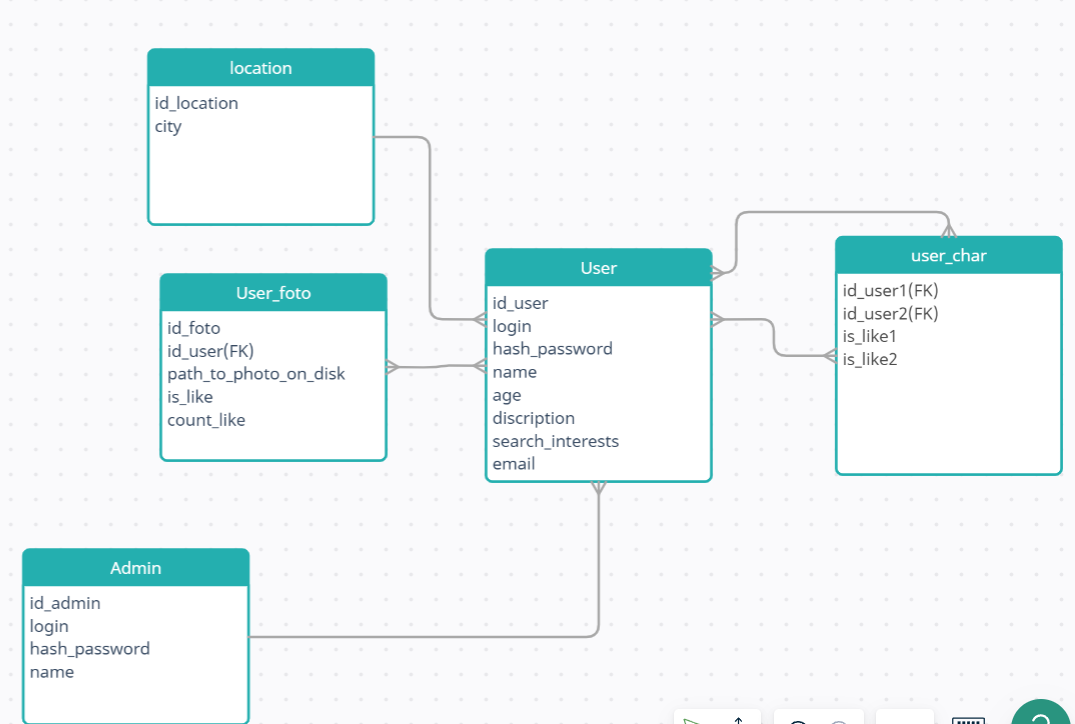 location
id_location
city
User_foto
id_foto
id_user(FK)
path_to_photo_on_disk
is_like
count_like
User
id_user
login
hash_password
name
age
discription
search_interests
email
user_char
id_user1(FK)
id_user2(FK)
is_like1
is_like2
Admin
id_admin
login
hash_password
name
?